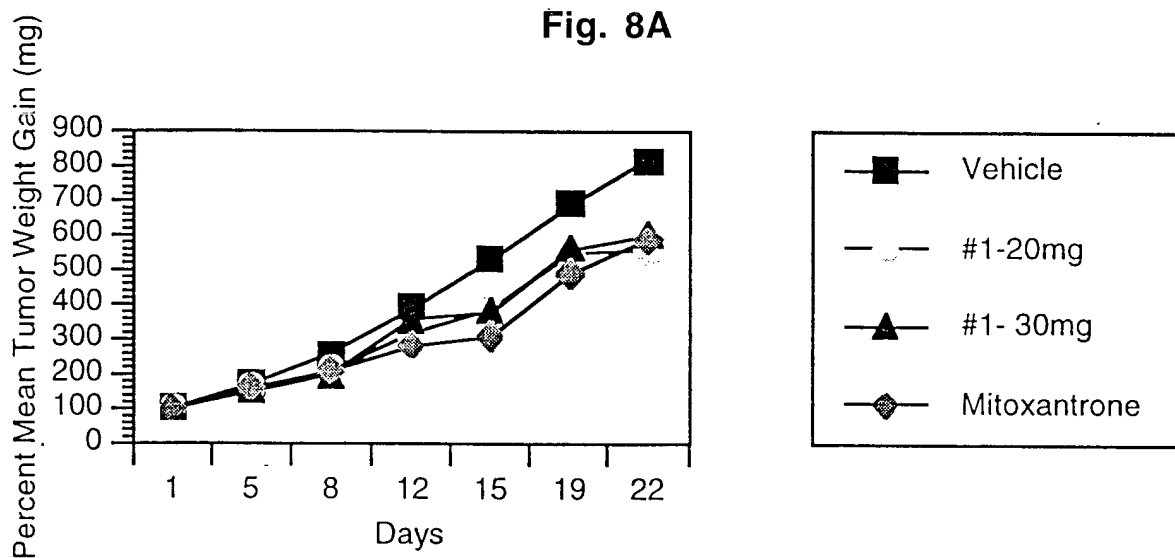 Fig. 8A
Percent Mean Tumor Weight Gain (mg)
900
800
700
600
500
400
300
200
100
0
1 5 8 12 15 19 22
Days
Vehicle
#1-20mg
#1- 30mg
Mitoxantrone